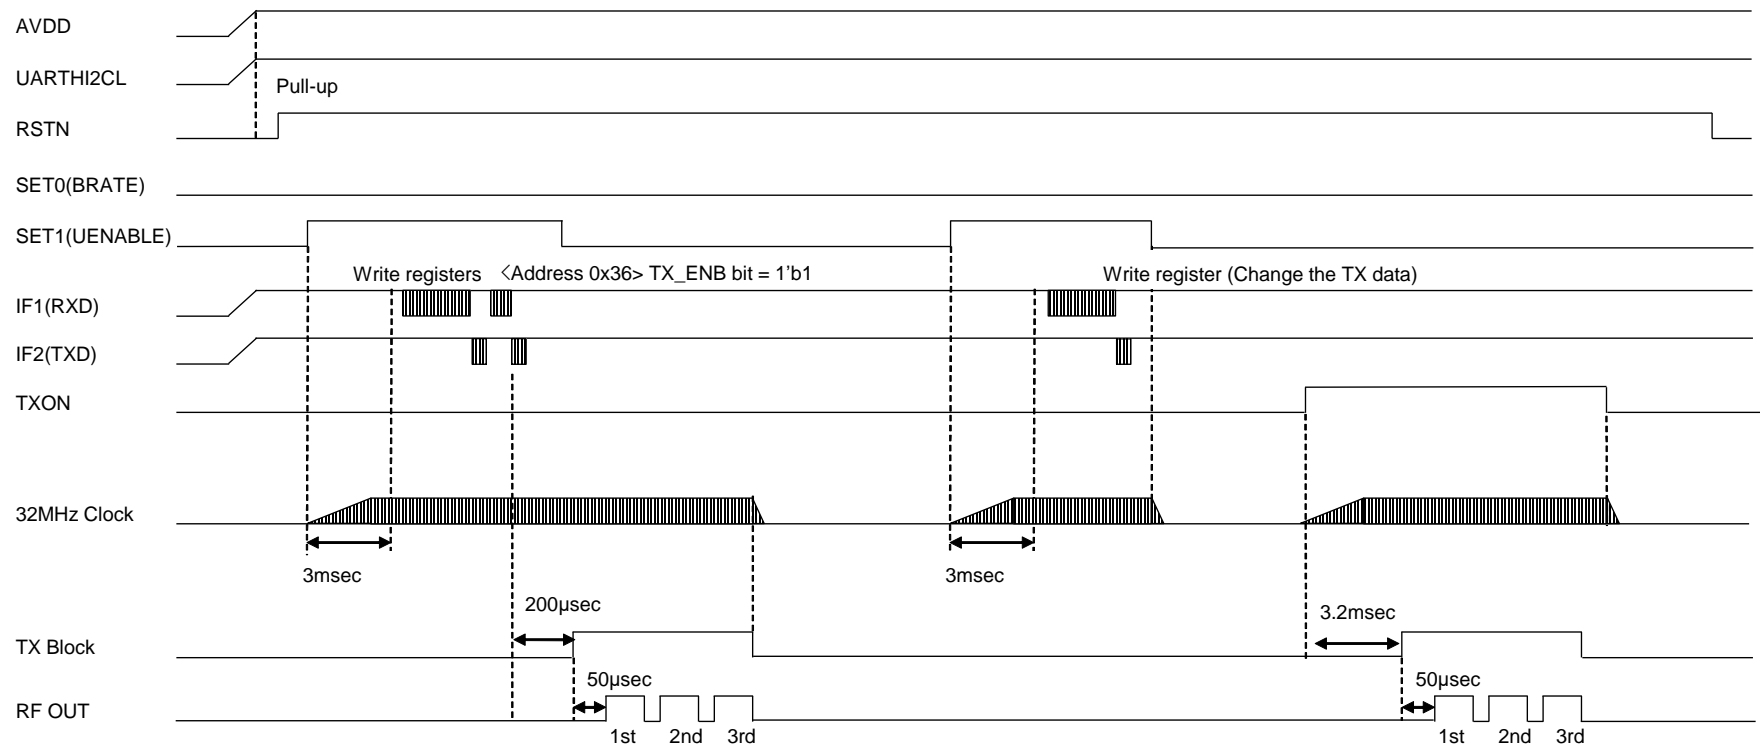 AVDD
UARTHI2CL
Pull-up
RSTN
SET0(BRATE)
SET1(UENABLE)
Write registers <Address 0x36> TX_ENB bit = 1'b1
Write register (Change the TX data)
IF1(RXD)
IF2(TXD)
TXON
32MHz Clock
3msec
3msec
200µsec
3.2msec
TX Block
50µsec
50µsec
RF OUT
1st 2nd 3rd
1st 2nd 3rd